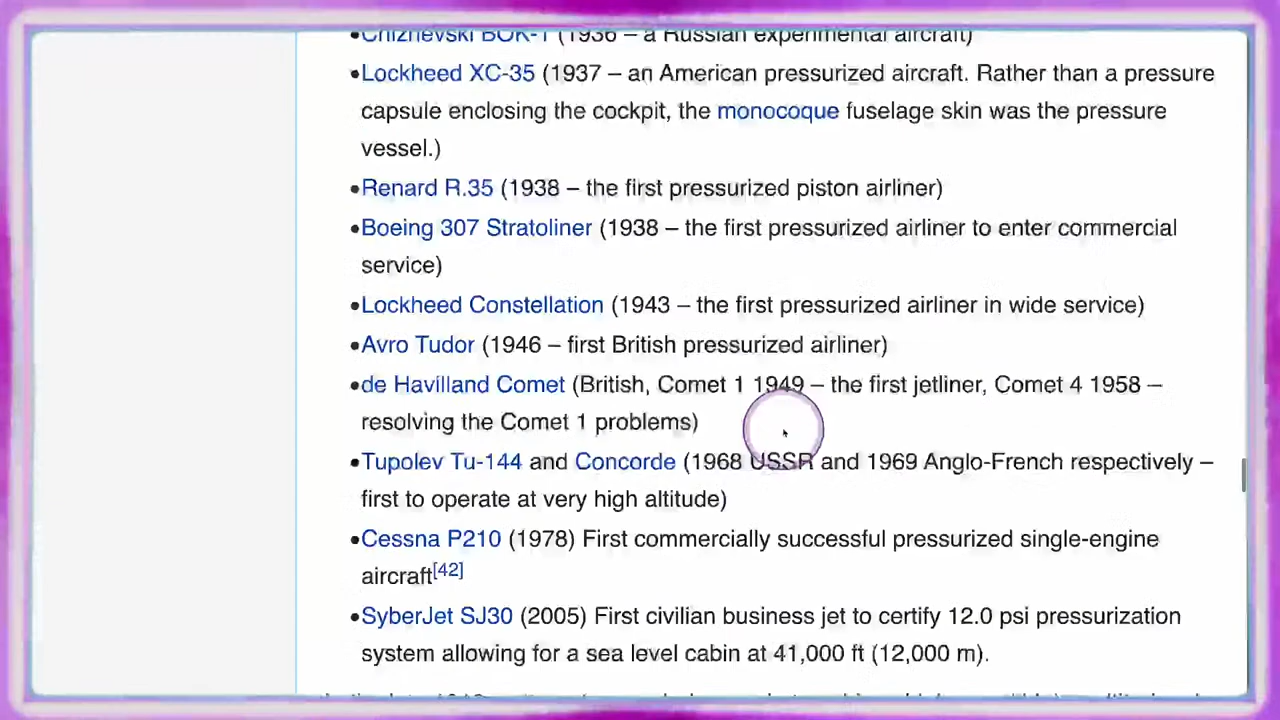 •Chizhevski BOK-1 (1936 – a Russian experimental aircraft)
•Lockheed XC-35 (1937 – an American pressurized aircraft. Rather than a pressure
capsule enclosing the cockpit, the monocoque fuselage skin was the pressure
vessel.)
•Renard R.35 (1938 – the first pressurized piston airliner)
•Boeing 307 Stratoliner (1938 – the first pressurized airliner to enter commercial
service)
•Lockheed Constellation (1943 – the first pressurized airliner in wide service)
•Avro Tudor (1946 – first British pressurized airliner)
•de Havilland Comet (British, Comet 1 1949 – the first jetliner, Comet 4 1958 –
resolving the Comet 1 problems)
•Tupolev Tu-144 and Concorde (1968 USSR and 1969 Anglo-French respectively –
first to operate at very high altitude)
•Cessna P210 (1978) First commercially successful pressurized single-engine
aircraft[42]
•SyberJet SJ30 (2005) First civilian business jet to certify 12.0 psi pressurization
system allowing for a sea level cabin at 41,000 ft (12,000 m).